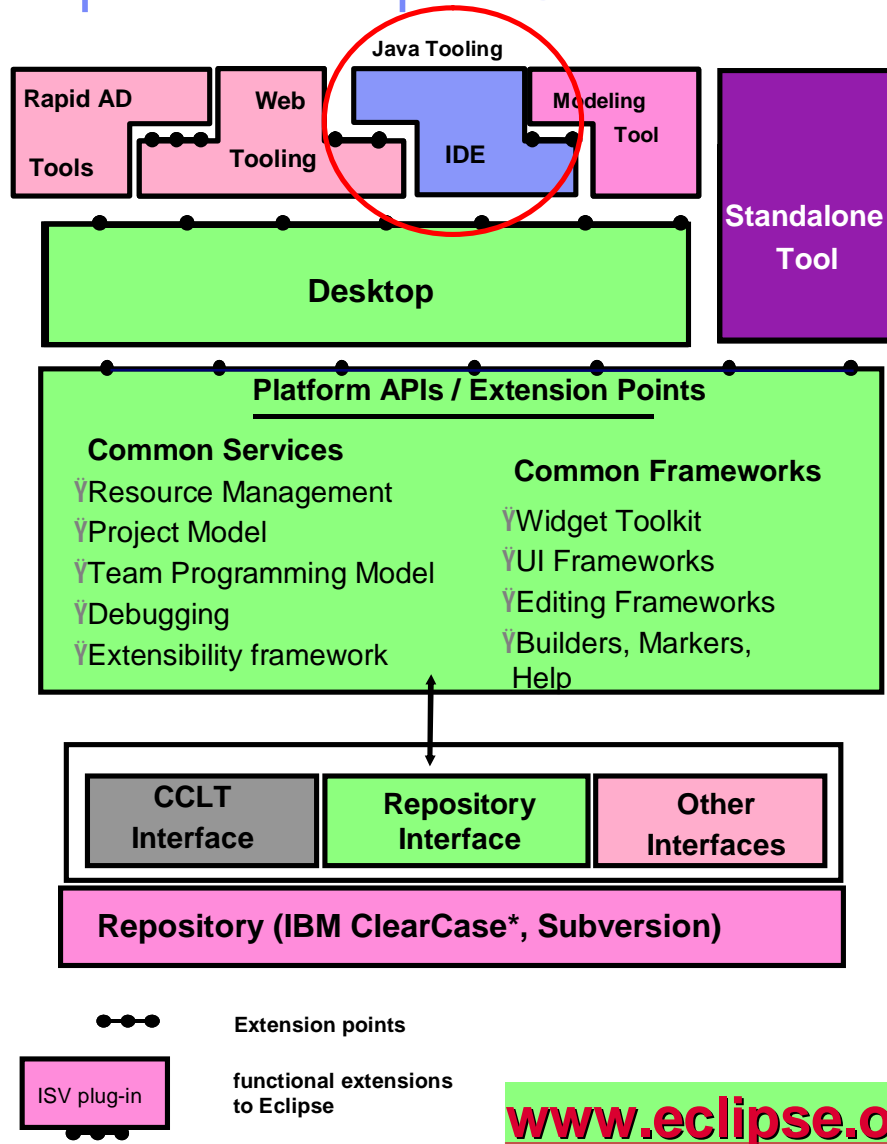 Java Tooling
Rapid AD
Tools
Web
Tooling
IDE
Modeling
Tool
Standalone
Tool
Desktop
Platform APIs / Extension Points
Common Services
ŸResource Management
ŸProject Model
ŸTeam Programming Model
ŸDebugging
ŸExtensibility framework
Common Frameworks
ŸWidget Toolkit
ŸUI Frameworks
ŸEditing Frameworks
ŸBuilders, Markers,
Help
CCLT
Interface
Repository
Interface
Other
Interfaces
Repository (IBM ClearCase*, Subversion)
Extension points
ISV plug-in
functional extensions
to Eclipse
www.eclipse.o